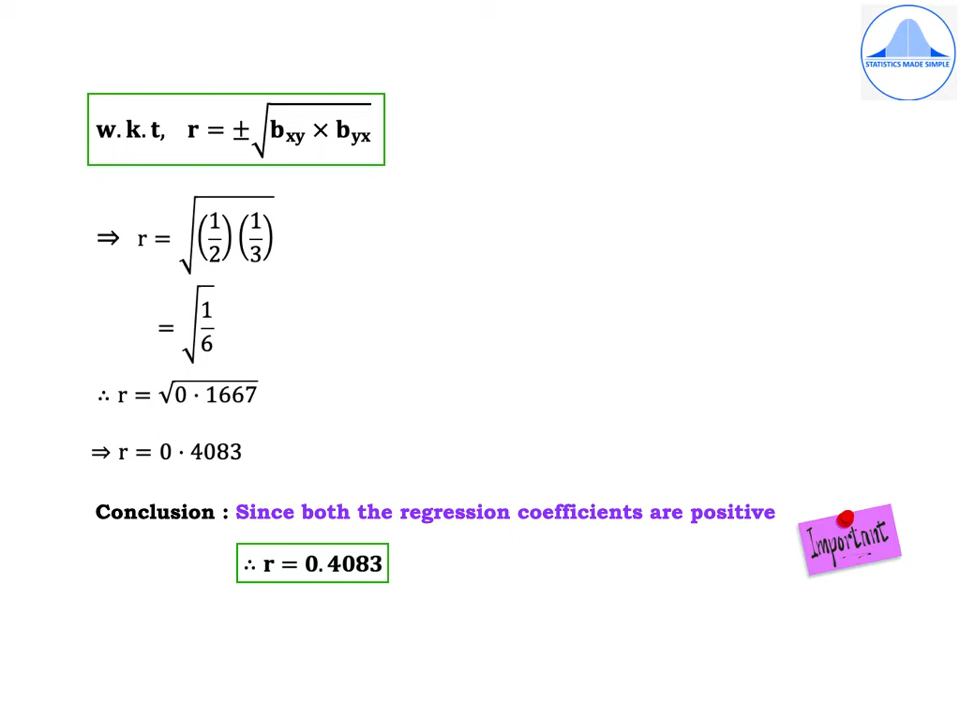 STATISTICS MADE SIMPLE
w.k.t, r = ±√(b_xy × b_yx)
⇒ r = √((1/2)(1/3))
= √(1/6)
∴ r = √(0·1667)
⇒ r = 0·4083
Conclusion : Since both the regression coefficients are positive
Important
∴ r = 0.4083